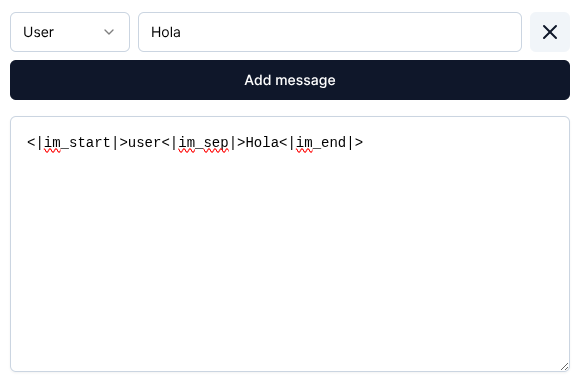 User
Hola
Add message
<|im_start|>user<|im_sep|>Hola<|im_end|>